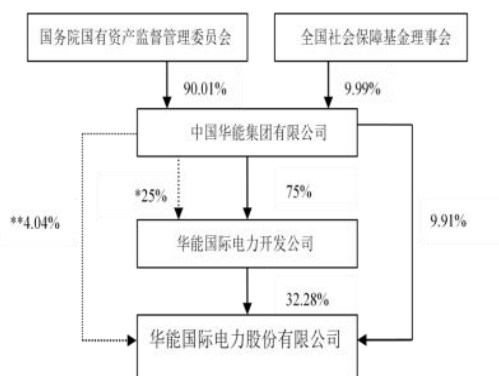 国务院国有资产监督管理委员会
全国社会保障基金理事会
90.01%
9.99%
中国华能集团有限公司
*25%
75%
**4.04%
9.91%
华能国际电力开发公司
32.28%
华能国际电力股份有限公司